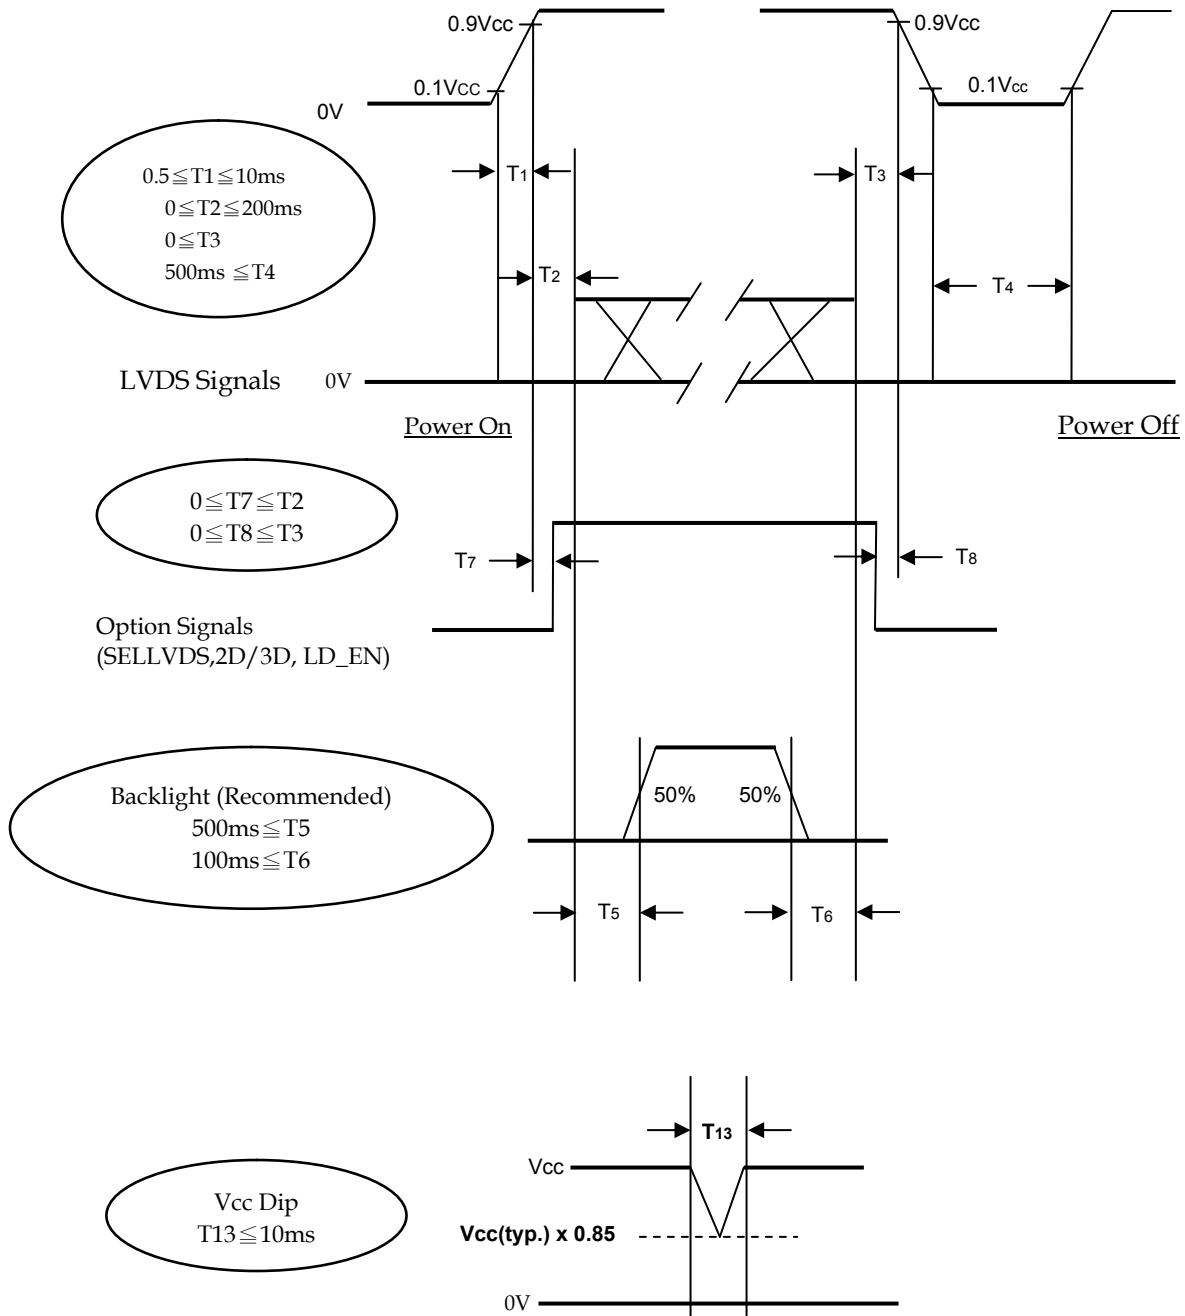 0.9Vcc
0.9Vcc
0.1VCC
0.1Vcc
0V
0.5≦T1≦10ms
0≦T2≦200ms
0≦T3
500ms ≦T4
T1
T3
T2
T4
LVDS Signals
0V
Power On
Power Off
0≦T7≦T2
0≦T8≦T3
T7
T8
Option Signals
(SELLVDS,2D/3D, LD_EN)
Backlight (Recommended)
500ms≦T5
100ms≦T6
50%
50%
T5
T6
T13
Vcc
Vcc Dip
T13≦10ms
Vcc(typ.) x 0.85
0V